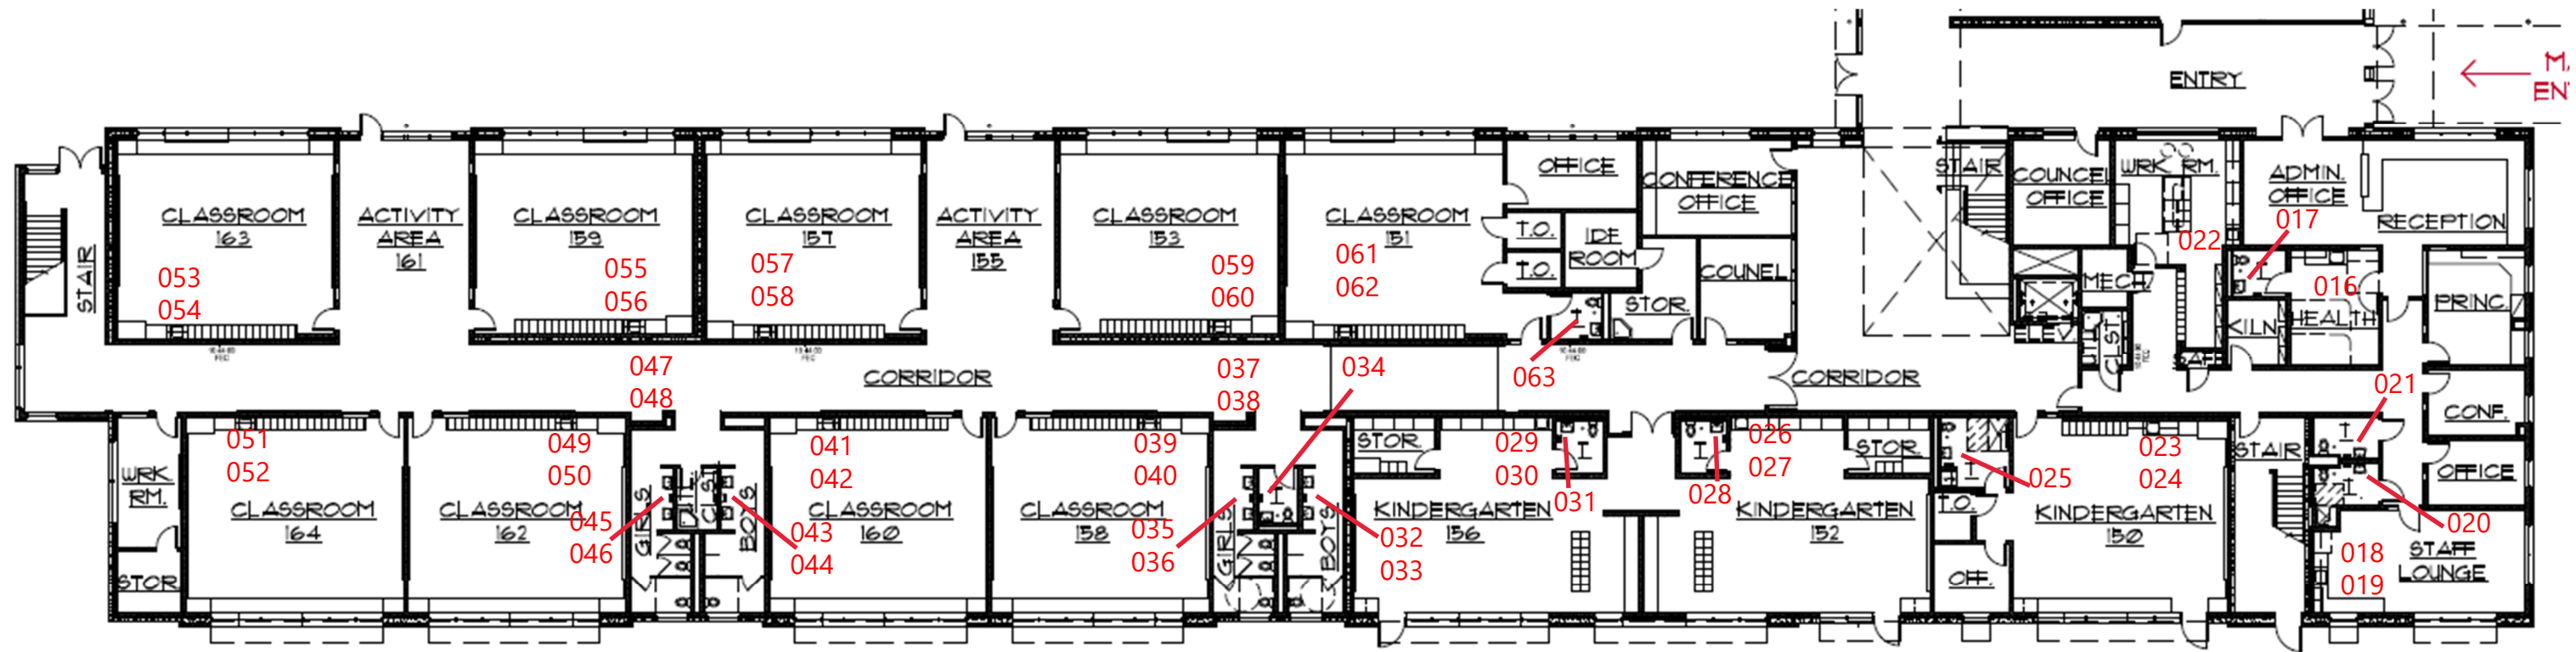 M
EN
ENTRY
STAIR
CLASSROOM
163
053
054
ACTIVITY
AREA
161
CLASSROOM
159
055
056
CLASSROOM
157
057
058
ACTIVITY
AREA
155
CLASSROOM
153
059
060
CLASSROOM
151
061
062
OFFICE
T.O.
T.O.
IDF
ROOM
CONFERENCE
OFFICE
STOR.
COUNEL
063
STAIR
COUNCEL
OFFICE
WRK RM.
022
MECH.
ELEV.
CLST
ADMIN.
OFFICE
RECEPTION
017
016
HEALTH
KILN
PRINC.
CORRIDOR
047
048
037
038
034
CORRIDOR
021
CONF.
WRK
RM.
STOR
051
052
CLASSROOM
164
049
050
CLASSROOM
162
045
046
GIRLS
BOYS
043
044
041
042
CLASSROOM
160
039
040
CLASSROOM
158
035
036
GIRLS
BOYS
032
033
STOR.
029
030
031
KINDERGARTEN
156
028
026
027
STOR.
KINDERGARTEN
152
025
T.O.
OFF.
023
024
KINDERGARTEN
150
STAIR
OFFICE
020
018
019
STAFF
LOUNGE